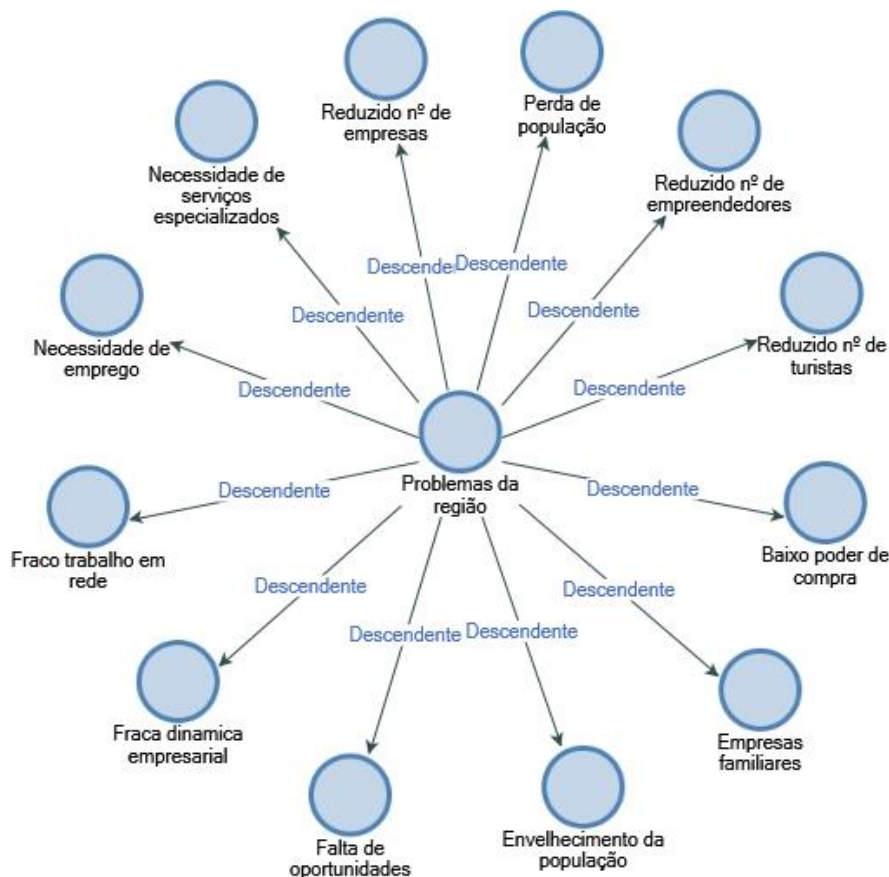 Reduzido nº de
empresas
Perda de
população
Necessidade de
serviços
especializados
Reduzido nº de
empreendedores
Descende
Descendente
Descendente
Descendente
Necessidade de
emprego
Reduzido nº de
turistas
Descendente
Descendente
Problemas da
região
Descendente
Descendente
Fraco trabalho em
rede
Baixo poder de
compra
Descendente
Descendente
Descendente
Descendente
Fraca dinamica
empresarial
Empresas
familiares
Falta de
oportunidades
Envelhecimento da
população